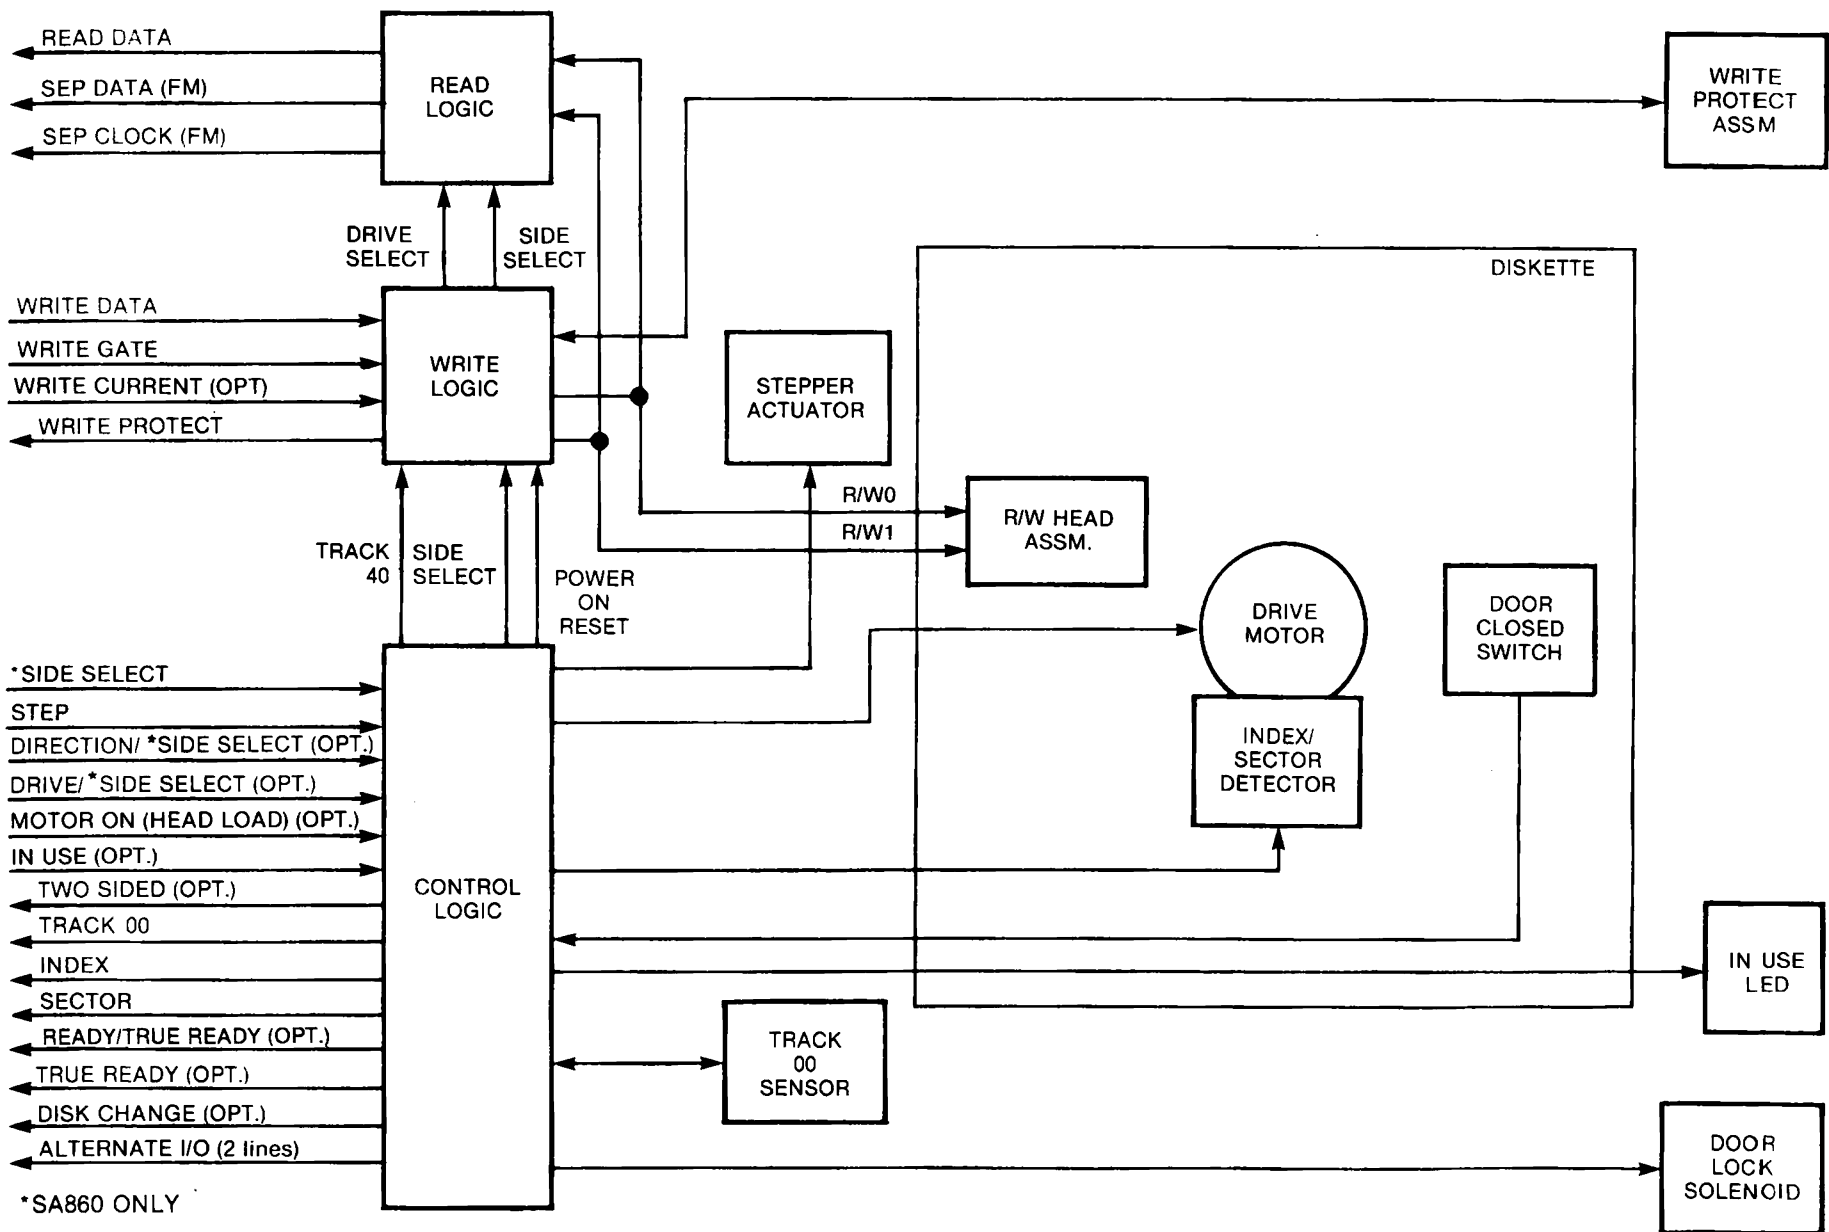 READ DATA
SEP DATA (FM)
SEP CLOCK (FM)
READ
LOGIC
WRITE
PROTECT
ASSM
DRIVE
SELECT
SIDE
SELECT
DISKETTE
WRITE DATA
WRITE GATE
WRITE CURRENT (OPT)
WRITE PROTECT
WRITE
LOGIC
STEPPER
ACTUATOR
R/W0
R/W1
R/W HEAD
ASSM.
TRACK
40
SIDE
SELECT
POWER
ON
RESET
DRIVE
MOTOR
DOOR
CLOSED
SWITCH
INDEX/
SECTOR
DETECTOR
*SIDE SELECT
STEP
DIRECTION/ *SIDE SELECT (OPT.)
DRIVE/ *SIDE SELECT (OPT.)
MOTOR ON (HEAD LOAD) (OPT.)
IN USE (OPT.)
TWO SIDED (OPT.)
TRACK 00
INDEX
SECTOR
READY/TRUE READY (OPT.)
TRUE READY (OPT.)
DISK CHANGE (OPT.)
ALTERNATE I/O (2 lines)
CONTROL
LOGIC
IN USE
LED
TRACK
00
SENSOR
DOOR
LOCK
SOLENOID
*SA860 ONLY